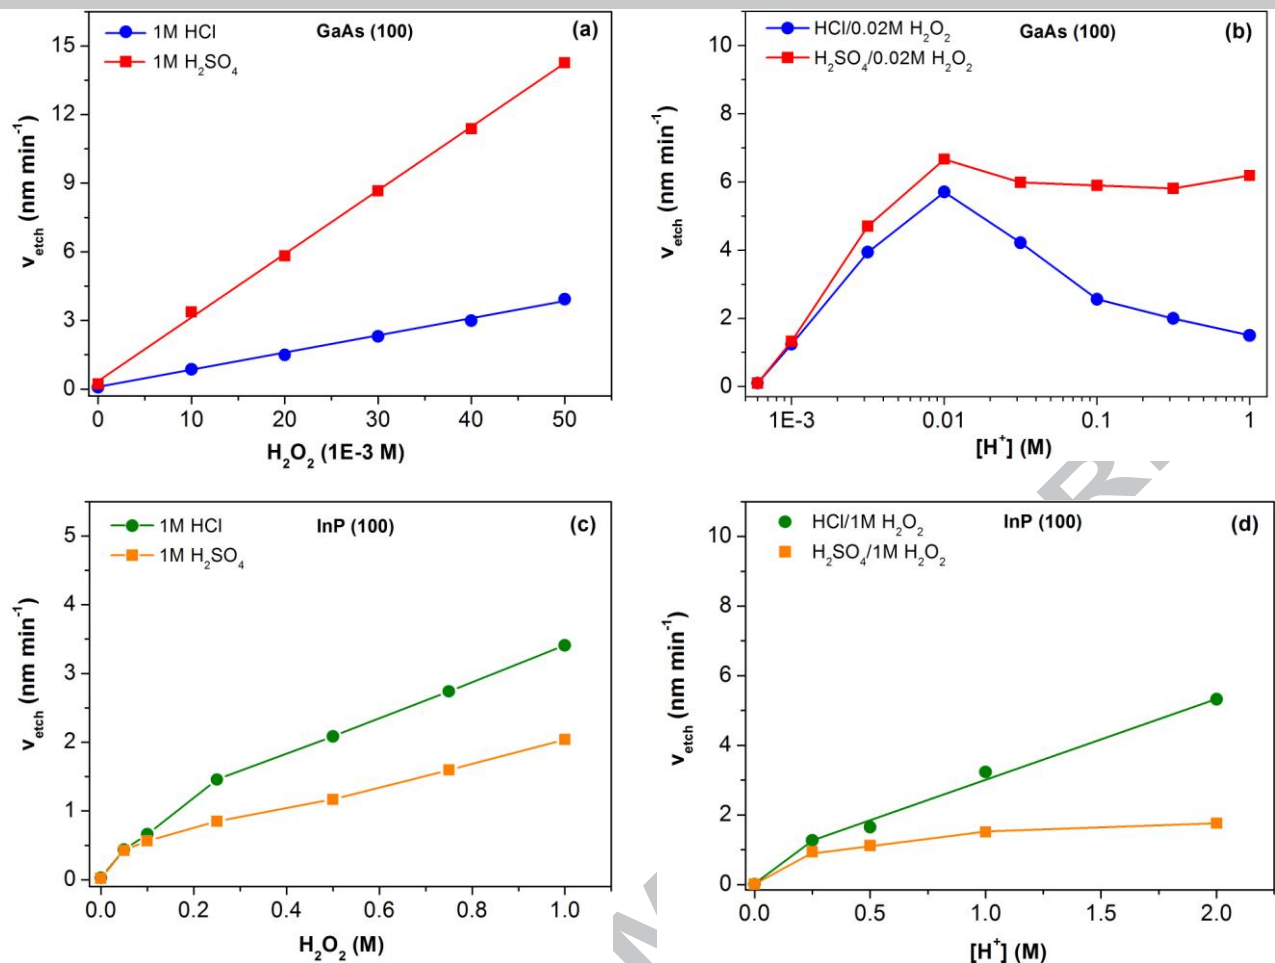 1M HCl
1M H₂SO₄
GaAs (100)
(a)
15
12
9
6
3
0
v_etch (nm min⁻¹)
0 10 20 30 40 50
H₂O₂ (1E-3 M)
HCl/0.02M H₂O₂
H₂SO₄/0.02M H₂O₂
GaAs (100)
(b)
10
8
6
4
2
0
v_etch (nm min⁻¹)
1E-3 0.01 0.1 1
[H⁺] (M)
1M HCl
1M H₂SO₄
InP (100)
(c)
5
4
3
2
1
0
v_etch (nm min⁻¹)
0.0 0.2 0.4 0.6 0.8 1.0
H₂O₂ (M)
HCl/1M H₂O₂
H₂SO₄/1M H₂O₂
InP (100)
(d)
10
8
6
4
2
0
v_etch (nm min⁻¹)
0.0 0.5 1.0 1.5 2.0
[H⁺] (M)